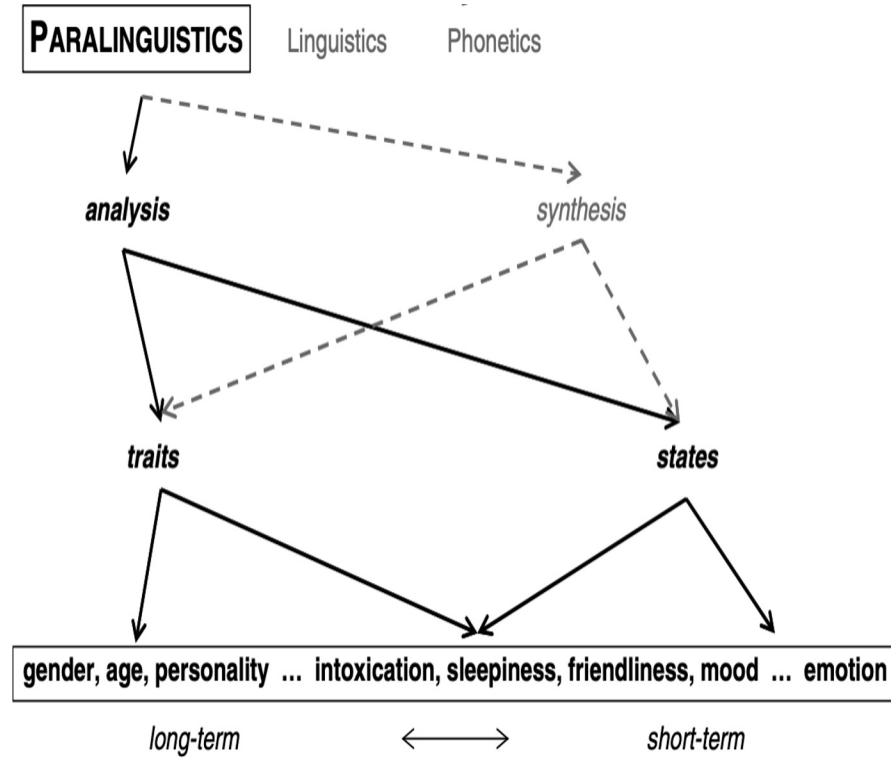 PARALINGUISTICS Linguistics Phonetics
analysis synthesis
traits states
gender, age, personality ... intoxication, sleepiness, friendliness, mood ... emotion
long-term short-term